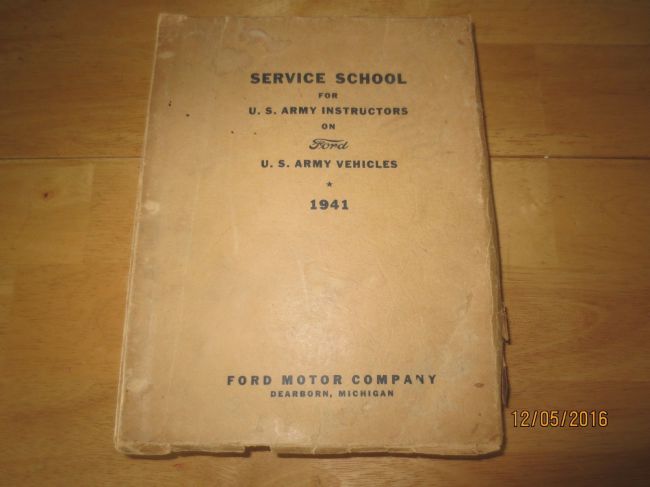 SERVICE SCHOOL
FOR
U. S. ARMY INSTRUCTORS
ON
Ford
U. S. ARMY VEHICLES
★
1941
FORD MOTOR COMPANY
DEARBORN, MICHIGAN
12/05/2016